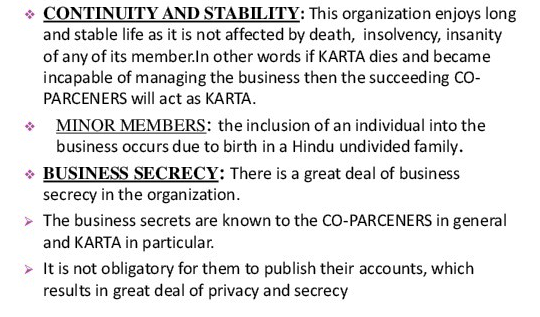 ❖ CONTINUITY AND STABILITY: This organization enjoys long
and stable life as it is not affected by death, insolvency, insanity
of any of its member.In other words if KARTA dies and became
incapable of managing the business then the succeeding CO-
PARCENERS will act as KARTA.
❖ MINOR MEMBERS: the inclusion of an individual into the
business occurs due to birth in a Hindu undivided family.
❖ BUSINESS SECRECY: There is a great deal of business
secrecy in the organization.
➢ The business secrets are known to the CO-PARCENERS in general
and KARTA in particular.
➢ It is not obligatory for them to publish their accounts, which
results in great deal of privacy and secrecy